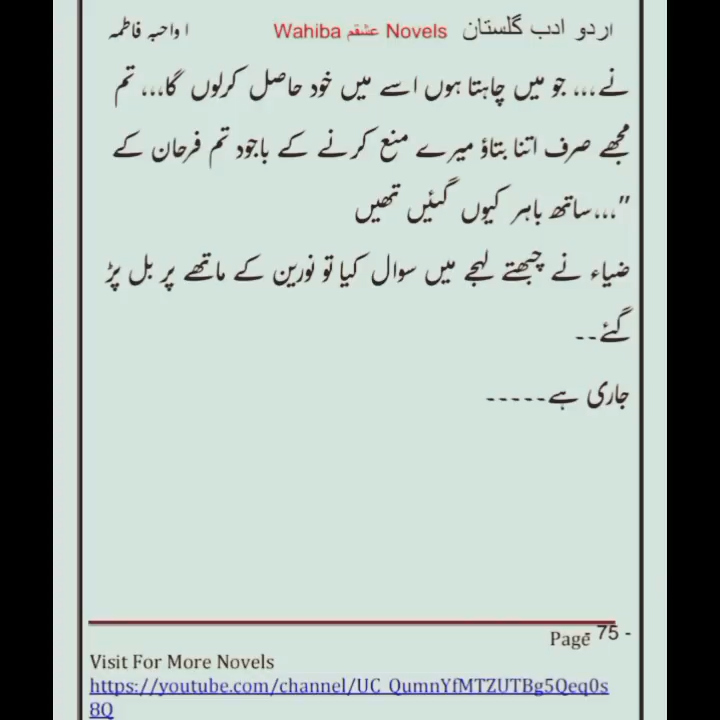 اردو ادب گلستان Wahiba عشقم Novels ا واحبہ فاطمہ
نے،،، جو میں چاہتا ہوں اسے میں خود حاصل کرلوں گا،،، تم
مجھے صرف اتنا بتاؤ میرے منع کرنے کے باجود تم فرحان کے
"،،،ساتھ باہر کیوں گئیں تھیں
ضیاء نے چبھتے لہجے میں سوال کیا تو نورین کے ماتھے پر بل پڑ
گئے--
جاری ہے-----
Page 75 -
Visit For More Novels
https://youtube.com/channel/UC_QumnYfMTZUTBg5Qeq0s
8Q